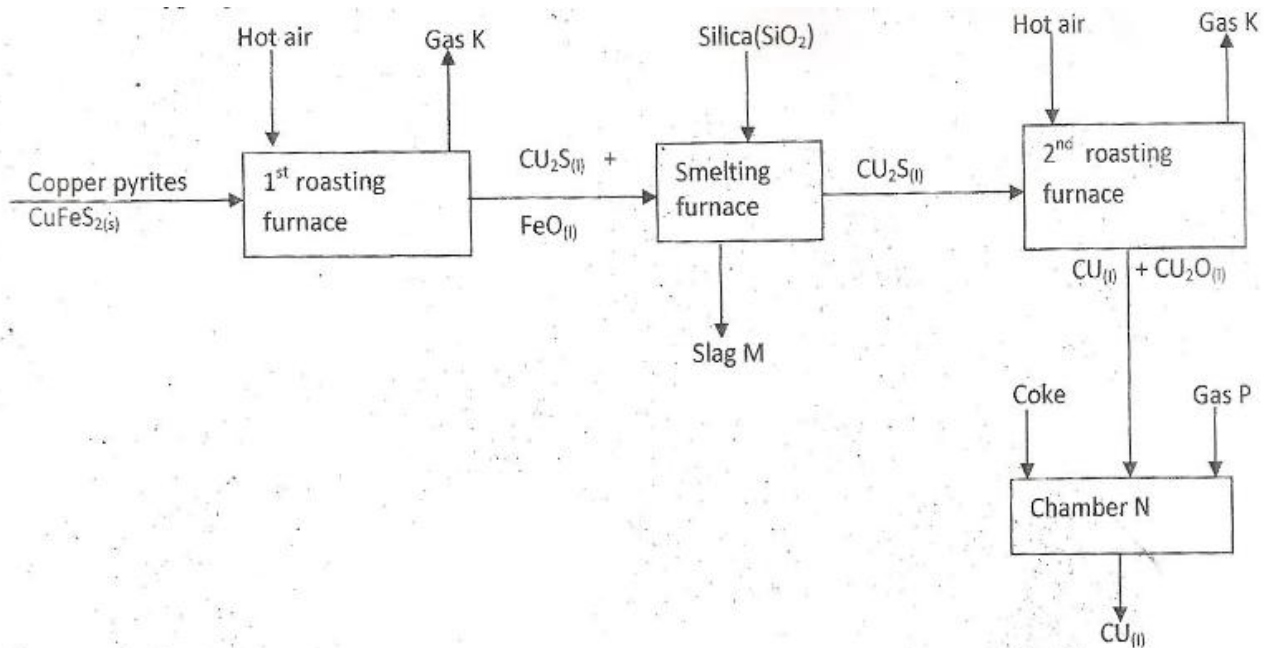 Hot air
Gas K
Silica(SiO₂)
Hot air
Gas K
Copper pyrites
CuFeS₂₍ₛ₎
1ˢᵗ roasting
furnace
CU₂S₍ₗ₎ +
FeO₍ₗ₎
Smelting
furnace
CU₂S₍ₗ₎
2ⁿᵈ roasting
furnace
CU₍ₗ₎ + CU₂O₍ₗ₎
Slag M
Coke
Gas P
Chamber N
CU₍ₗ₎